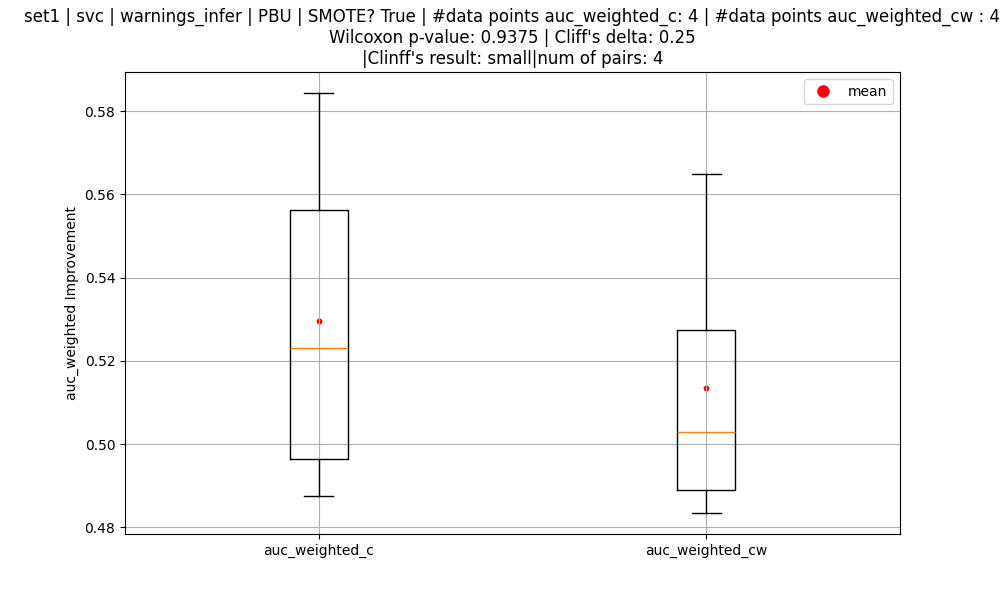 set1 | svc | warnings_infer | PBU | SMOTE? True | #data points auc_weighted_c: 4 | #data points auc_weighted_cw : 4
Wilcoxon p-value: 0.9375 | Cliff's delta: 0.25
|Clinff's result: small|num of pairs: 4
mean
0.58
0.56
0.54
0.52
0.50
0.48
auc_weighted Improvement
auc_weighted_c
auc_weighted_cw